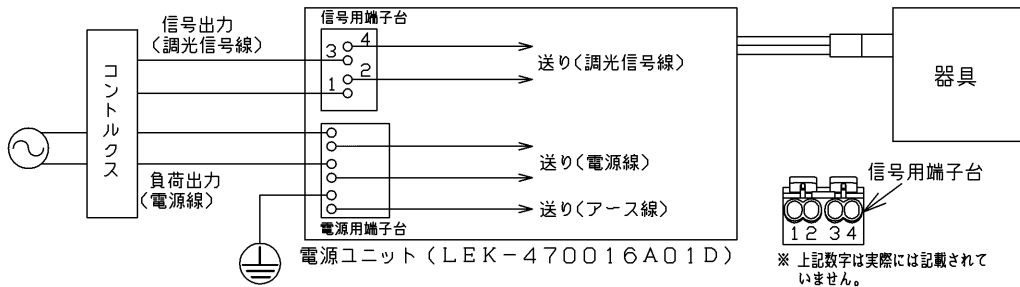 信号出力
(調光信号線)
コントルクス
負荷出力
(電源線)
信号用端子台
4
3
2
1
送り(調光信号線)
送り(電源線)
送り(アース線)
電源用端子台
電源ユニット(LEK-470016A01D)
器具
信号用端子台
1 2 3 4
※ 上記数字は実際には記載されて
いません。